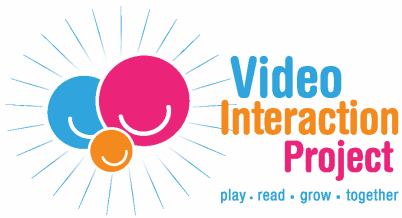 Video
Interaction
Project
play • read • grow • together